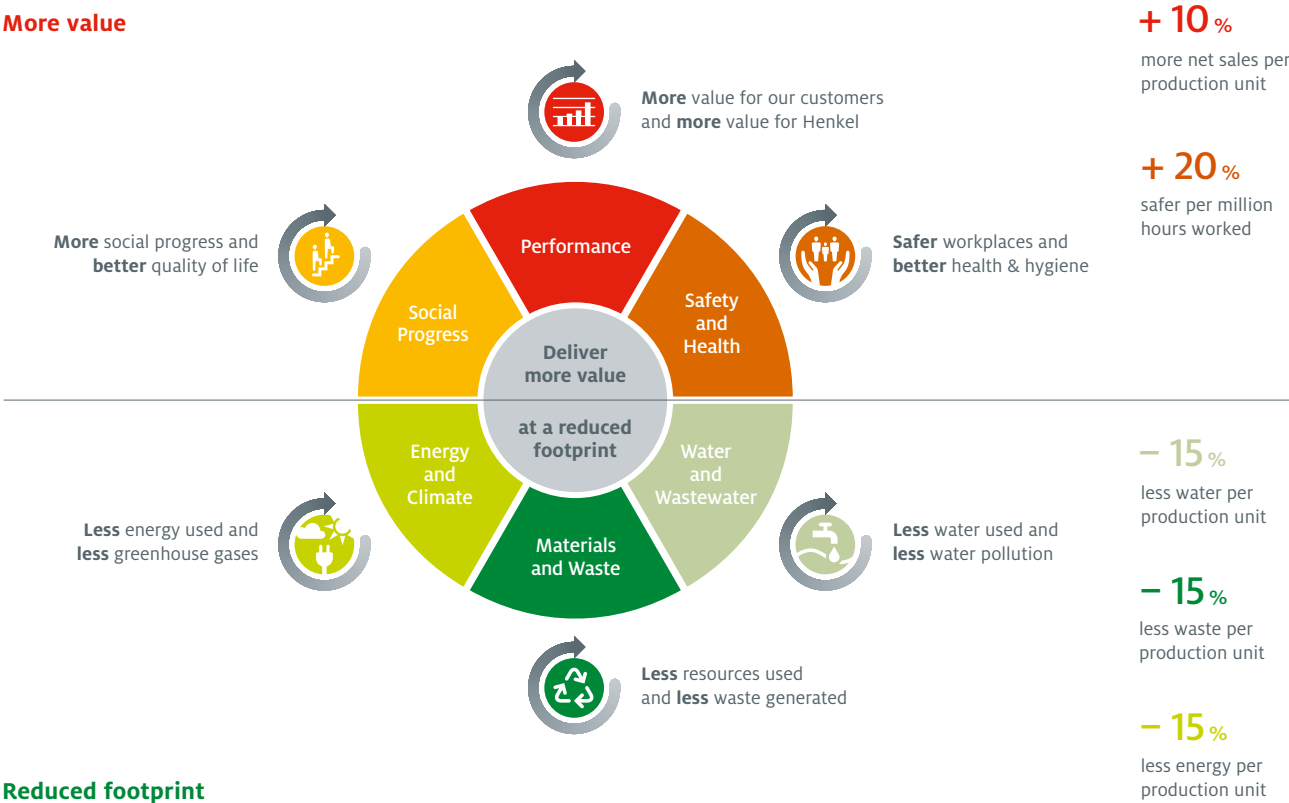 More value
More value for our customers
and more value for Henkel
More social progress and
better quality of life
Safer workplaces and
better health & hygiene
Performance
Social
Progress
Safety
and
Health
Deliver
more value
at a reduced
footprint
Energy
and
Climate
Water
and
Wastewater
Materials
and Waste
Less energy used and
less greenhouse gases
Less water used and
less water pollution
Less resources used
and less waste generated
Reduced footprint
+ 10 %
more net sales per
production unit
+ 20 %
safer per million
hours worked
– 15 %
less water per
production unit
– 15 %
less waste per
production unit
– 15 %
less energy per
production unit